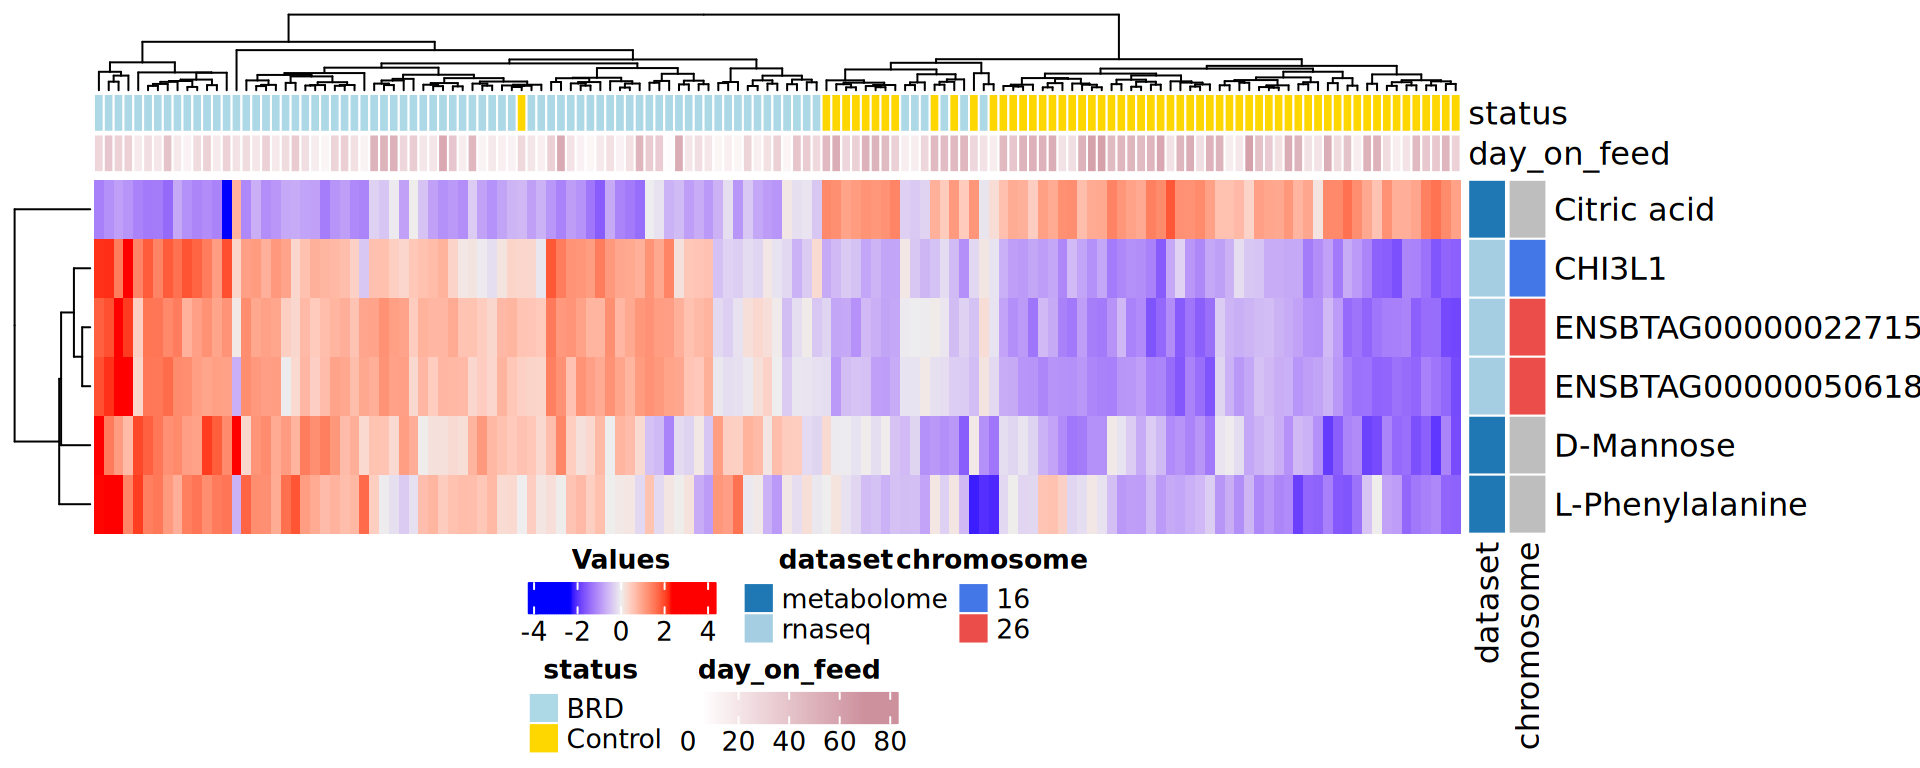 status
day_on_feed
Citric acid
CHI3L1
ENSBTAG00000022715
ENSBTAG00000050618
D-Mannose
L-Phenylalanine
dataset
chromosome
Values
-4 -2 0 2 4
dataset
metabolome
rnaseq
chromosome
16
26
status
BRD
Control
day_on_feed
0 20 40 60 80